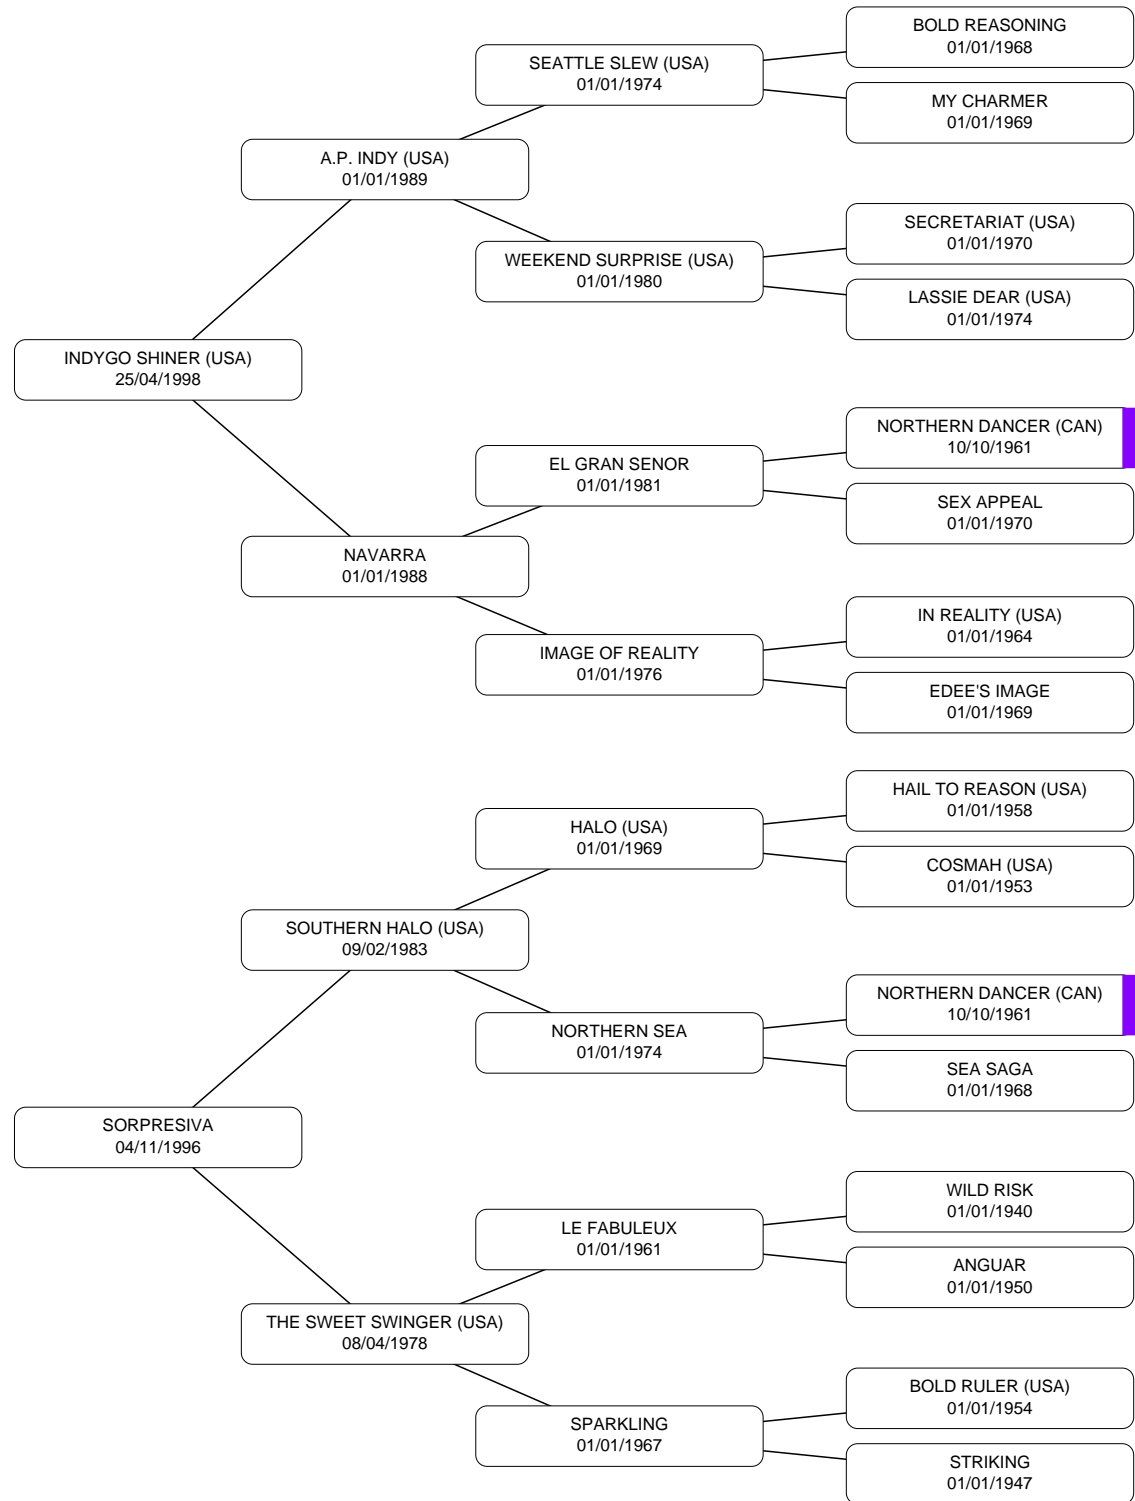 BOLD REASONING
01/01/1968
SEATTLE SLEW (USA)
01/01/1974
MY CHARMER
01/01/1969
A.P. INDY (USA)
01/01/1989
SECRETARIAT (USA)
01/01/1970
WEEKEND SURPRISE (USA)
01/01/1980
LASSIE DEAR (USA)
01/01/1974
INDYGO SHINER (USA)
25/04/1998
NORTHERN DANCER (CAN)
10/10/1961
EL GRAN SENOR
01/01/1981
SEX APPEAL
01/01/1970
NAVARRA
01/01/1988
IN REALITY (USA)
01/01/1964
IMAGE OF REALITY
01/01/1976
EDEE'S IMAGE
01/01/1969
HAIL TO REASON (USA)
01/01/1958
HALO (USA)
01/01/1969
COSMAH (USA)
01/01/1953
SOUTHERN HALO (USA)
09/02/1983
NORTHERN DANCER (CAN)
10/10/1961
NORTHERN SEA
01/01/1974
SEA SAGA
01/01/1968
SORPRESIVA
04/11/1996
WILD RISK
01/01/1940
LE FABULEUX
01/01/1961
ANGUAR
01/01/1950
THE SWEET SWINGER (USA)
08/04/1978
BOLD RULER (USA)
01/01/1954
SPARKLING
01/01/1967
STRIKING
01/01/1947